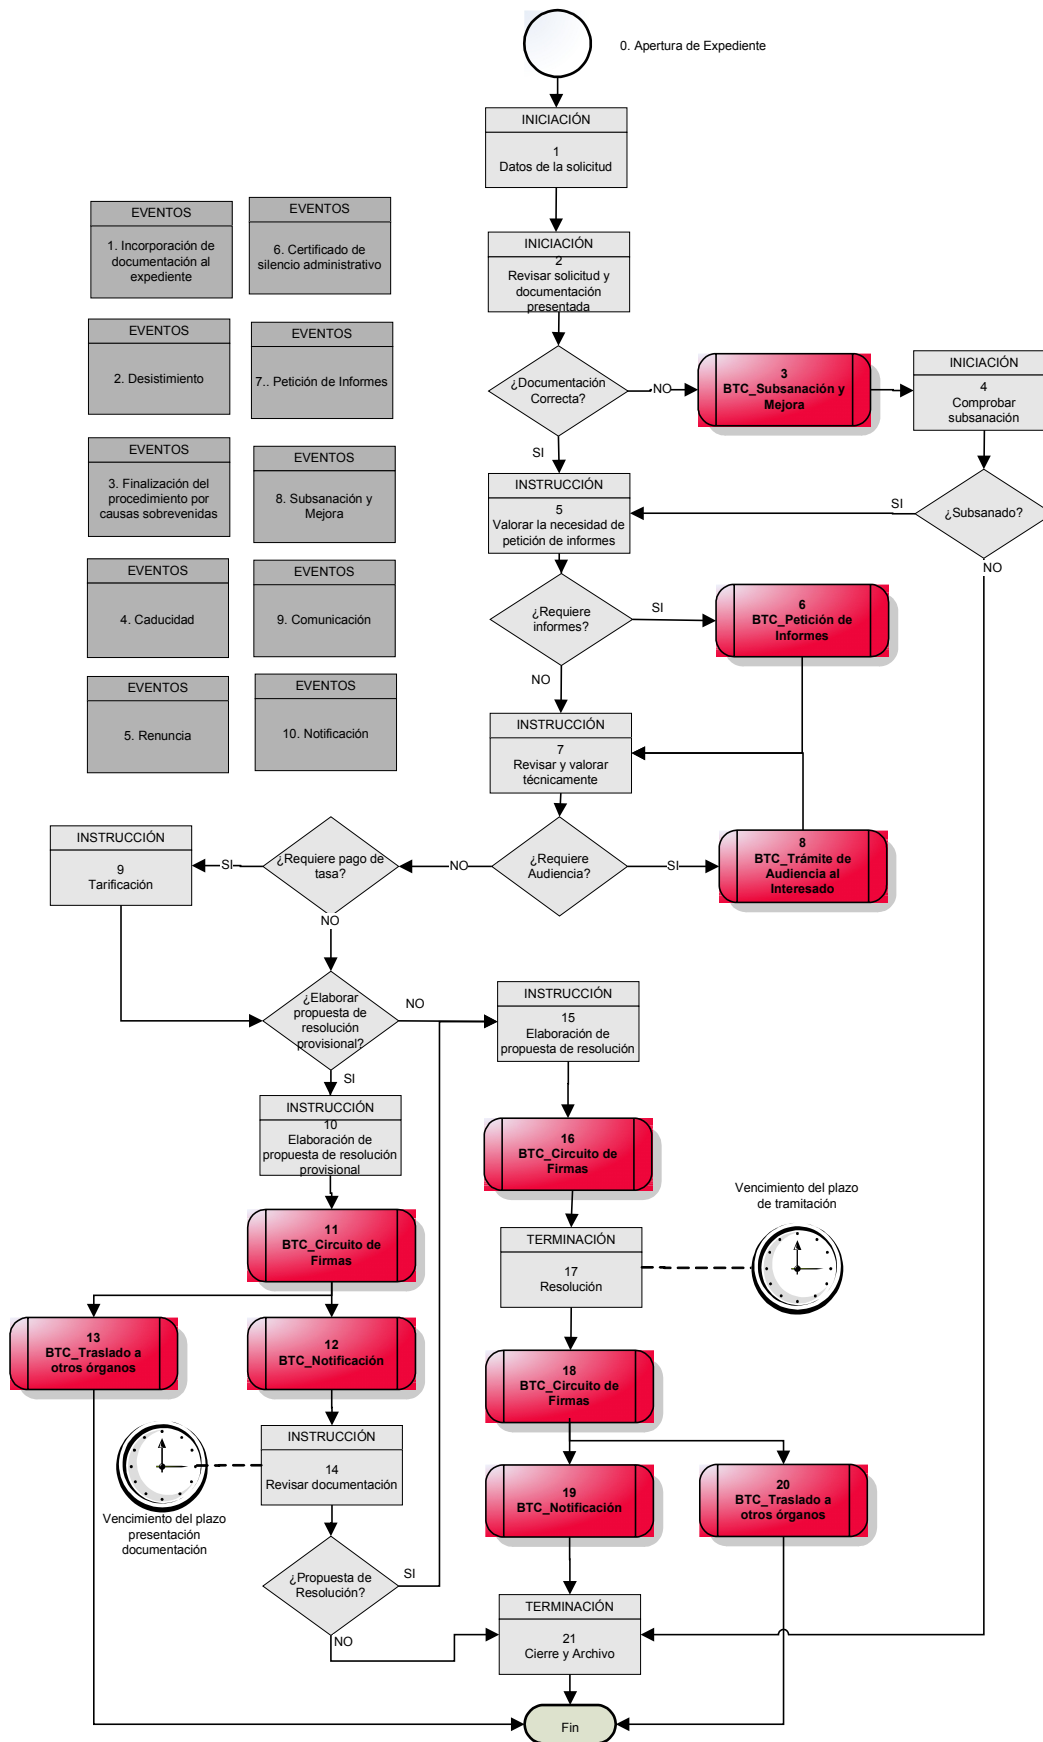 0. Apertura de Expediente
INICIACIÓN
1
Datos de la solicitud
EVENTOS
1. Incorporación de
documentación al
expediente
EVENTOS
6. Certificado de
silencio administrativo
INICIACIÓN
2
Revisar solicitud y
documentación
presentada
EVENTOS
2. Desistimiento
EVENTOS
7.. Petición de Informes
¿Documentación
Correcta?
NO
3
BTC_Subsanación y
Mejora
INICIACIÓN
4
Comprobar
subsanación
SI
EVENTOS
3. Finalización del
procedimiento por
causas sobrevenidas
EVENTOS
8. Subsanación y
Mejora
INSTRUCCIÓN
5
Valorar la necesidad de
petición de informes
SI
¿Subsanado?
NO
EVENTOS
4. Caducidad
EVENTOS
9. Comunicación
¿Requiere
informes?
SI
6
BTC_Petición de
Informes
NO
EVENTOS
5. Renuncia
EVENTOS
10. Notificación
INSTRUCCIÓN
7
Revisar y valorar
técnicamente
INSTRUCCIÓN
9
Tarificación
SI
¿Requiere pago de
tasa?
NO
¿Requiere
Audiencia?
SI
8
BTC_Trámite de
Audiencia al
Interesado
NO
¿Elaborar
propuesta de
resolución
provisional?
NO
INSTRUCCIÓN
15
Elaboración de
propuesta de resolución
SI
INSTRUCCIÓN
10
Elaboración de
propuesta de resolución
provisional
16
BTC_Circuito de
Firmas
Vencimiento del plazo
de tramitación
11
BTC_Circuito de
Firmas
TERMINACIÓN
17
Resolución
13
BTC_Traslado a
otros órganos
12
BTC_Notificación
18
BTC_Circuito de
Firmas
INSTRUCCIÓN
14
Revisar documentación
Vencimiento del plazo
presentación
documentación
19
BTC_Notificación
20
BTC_Traslado a
otros órganos
¿Propuesta de
Resolución?
SI
NO
TERMINACIÓN
21
Cierre y Archivo
Fin